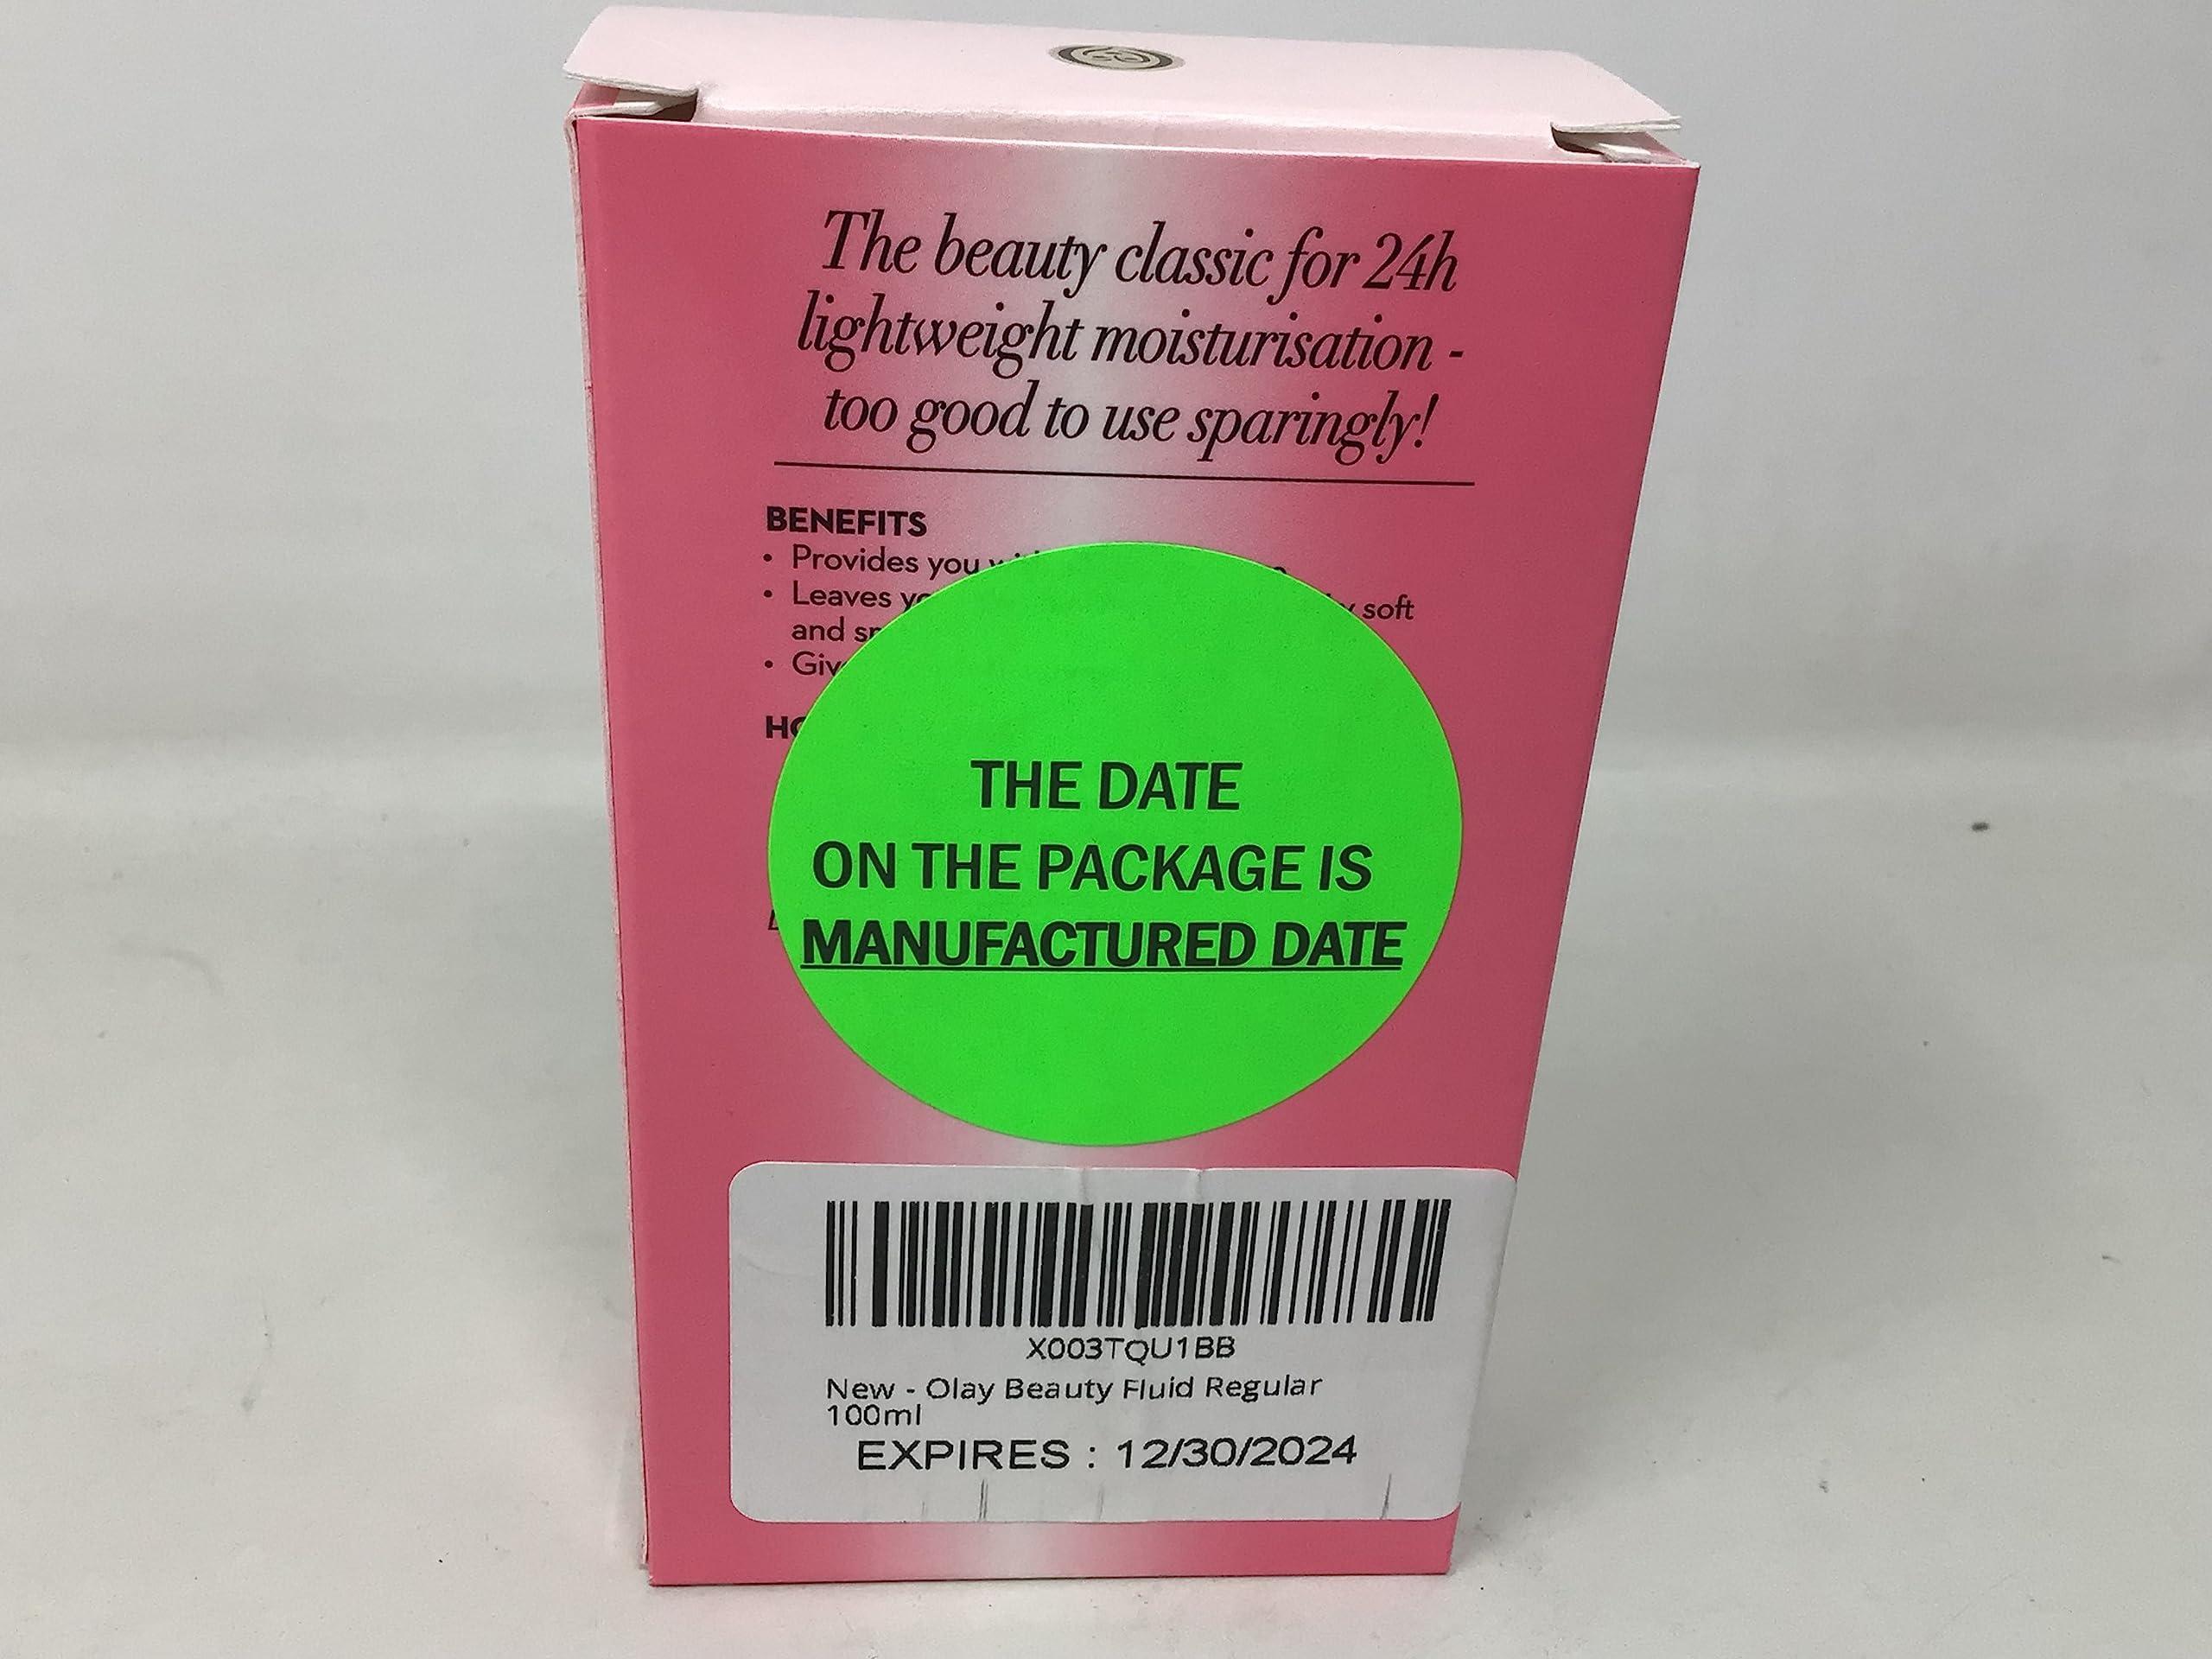 The beauty classic for 24h
lightweight moisturisation -
too good to use sparingly!
BENEFITS
• Provides you
• Leaves soft
and
THE DATE
ON THE PACKAGE IS
MANUFACTURED DATE
X003TQU1BB
New - Olay Beauty Fluid Regular
100ml
EXPIRES : 12/30/2024